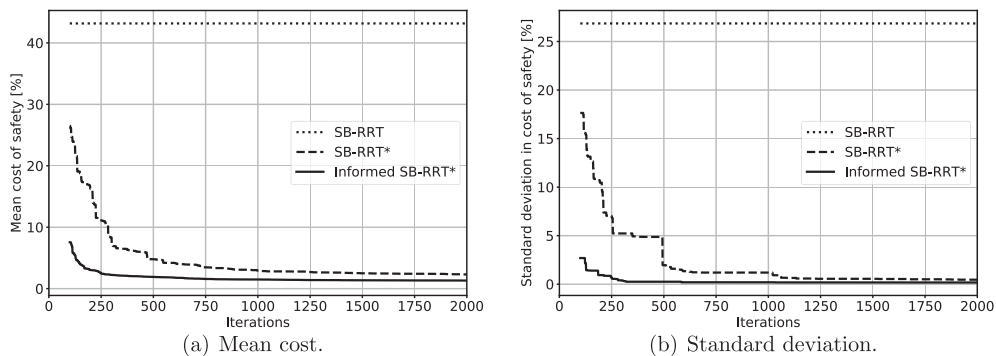 Mean cost of safety [%]
40
30
20
10
0
SB-RRT
SB-RRT*
Informed SB-RRT*
0 250 500 750 1000 1250 1500 1750 2000
Iterations
(a) Mean cost.
Standard deviation in cost of safety [%]
25
20
15
10
5
0
SB-RRT
SB-RRT*
Informed SB-RRT*
0 250 500 750 1000 1250 1500 1750 2000
Iterations
(b) Standard deviation.